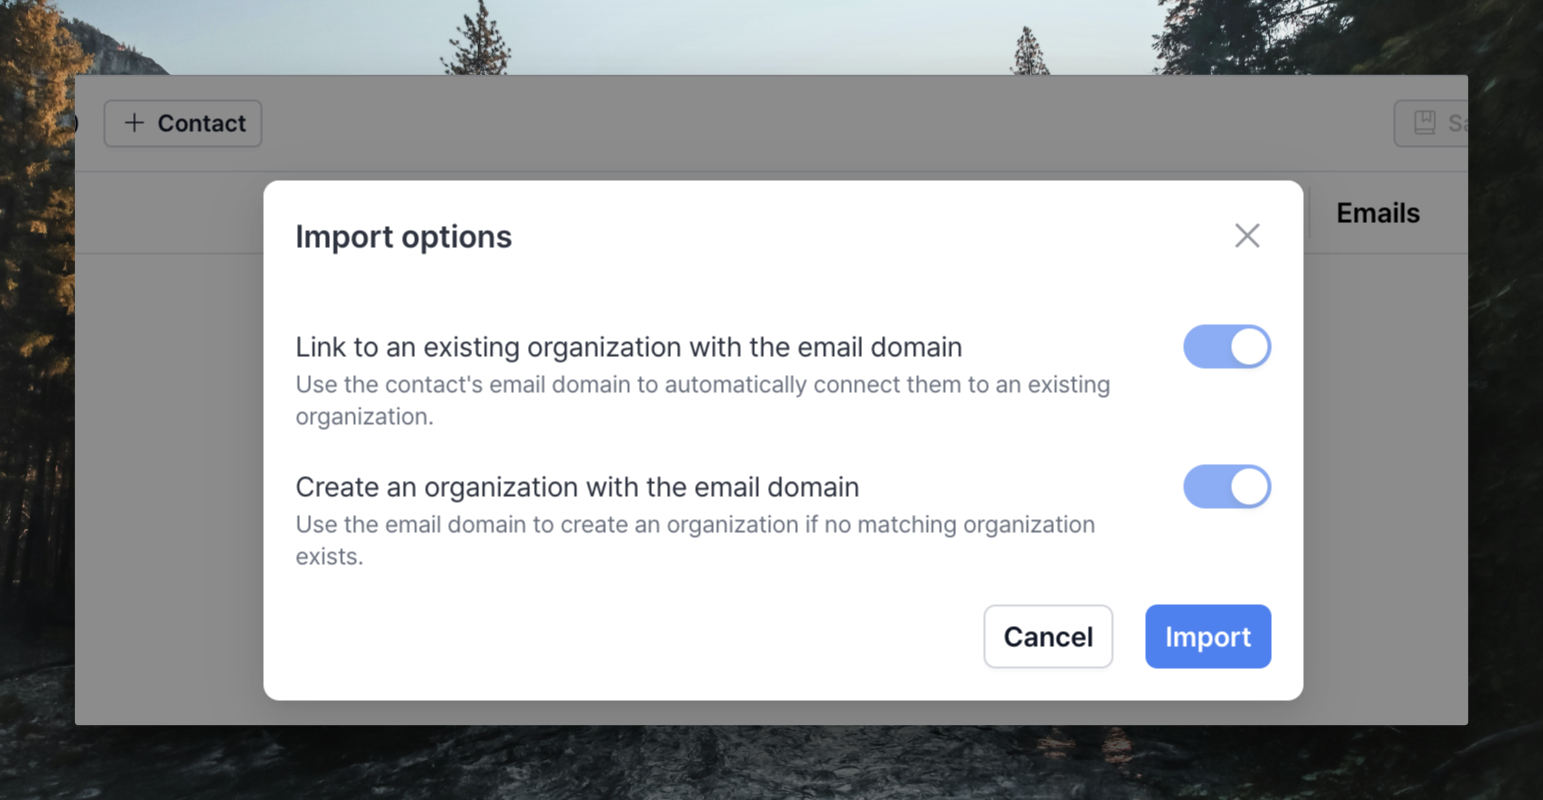 + Contact
Emails
Import options
Link to an existing organization with the email domain
Use the contact's email domain to automatically connect them to an existing
organization.
Create an organization with the email domain
Use the email domain to create an organization if no matching organization
exists.
Cancel
Import